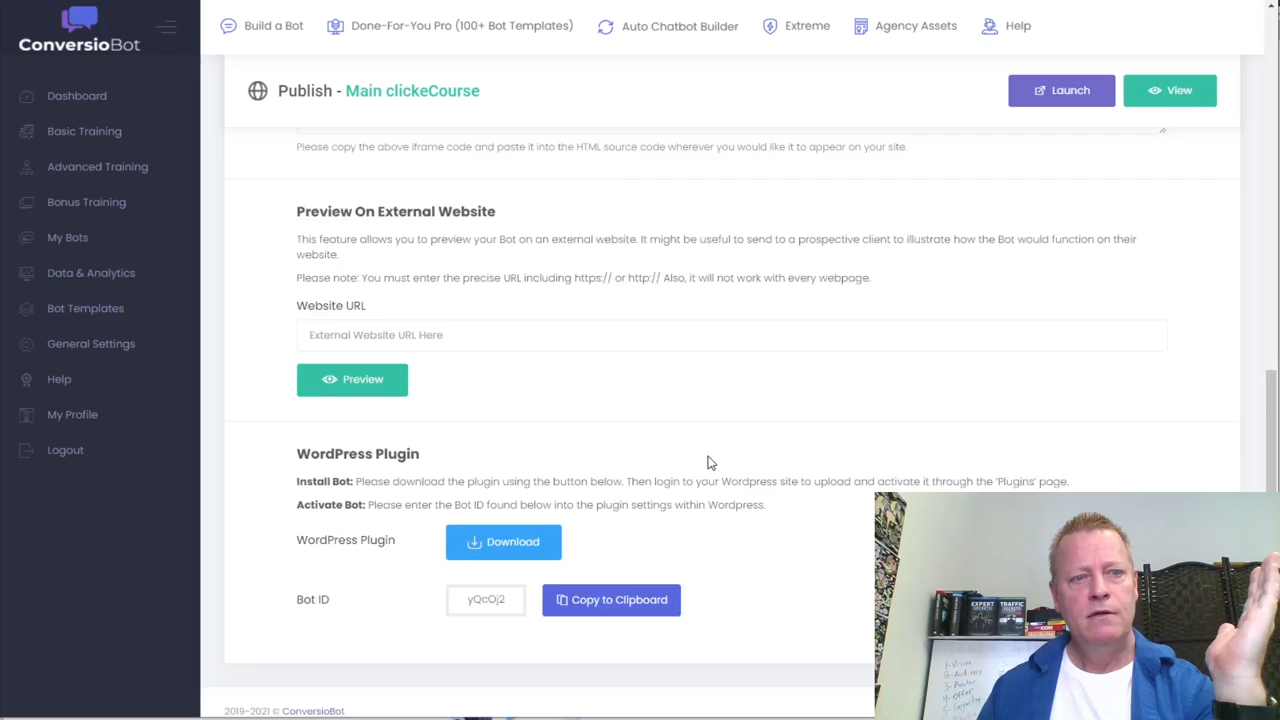 ConversioBot
Build a Bot
Done-For-You Pro (100+ Bot Templates)
Auto Chatbot Builder
Extreme
Agency Assets
Help
Dashboard
Basic Training
Advanced Training
Bonus Training
My Bots
Data & Analytics
Bot Templates
General Settings
Help
My Profile
Logout
Publish - Main clickeCourse
Launch
View
Please copy the above iframe code and paste it into the HTML source code wherever you would like it to appear on your site.
Preview On External Website
This feature allows you to preview your Bot on an external website. It might be useful to send to a prospective client to illustrate how the Bot would function on their
website.
Please note: You must enter the precise URL including https:// or http:// Also, it will not work with every webpage.
Website URL
External Website URL Here
Preview
WordPress Plugin
Install Bot: Please download the plugin using the button below. Then login to your Wordpress site to upload and activate it through the 'Plugins' page.
Activate Bot: Please enter the Bot ID found below into the plugin settings within Wordpress.
WordPress Plugin
Download
Bot ID
yQcOj2
Copy to Clipboard
2019-2021 © ConversioBot
EXPERT
SECRETS
TRAFFIC
SECRETS